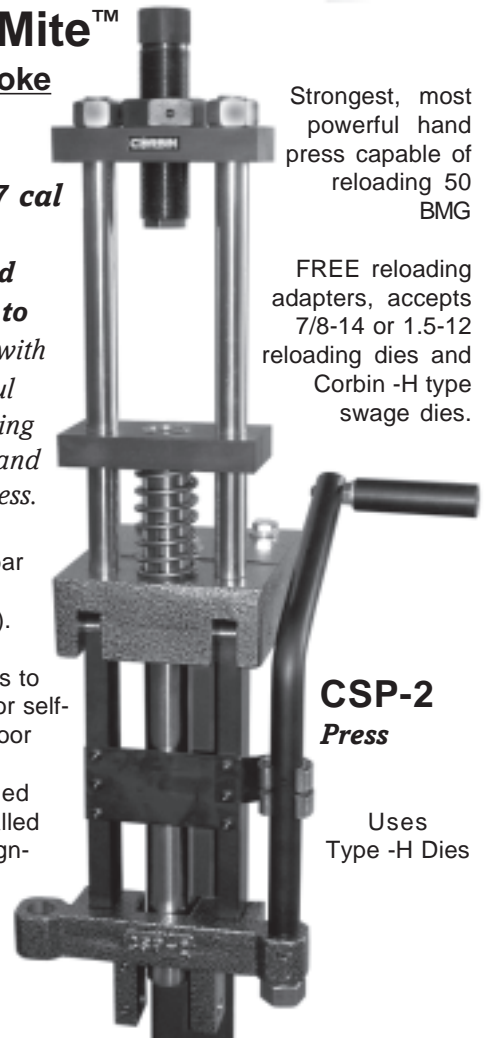 Mite™
oke
7 cal
d
to
with
ul
ing
and
ess.
ar
).
s to
or self-
oor
ed
lled
gn-
CORBIN
Strongest, most
powerful hand
press capable of
reloading 50
BMG
FREE reloading
adapters, accepts
7/8-14 or 1.5-12
reloading dies and
Corbin -H type
swage dies.
CSP-2
Press
Uses
Type -H Dies
CSP-2